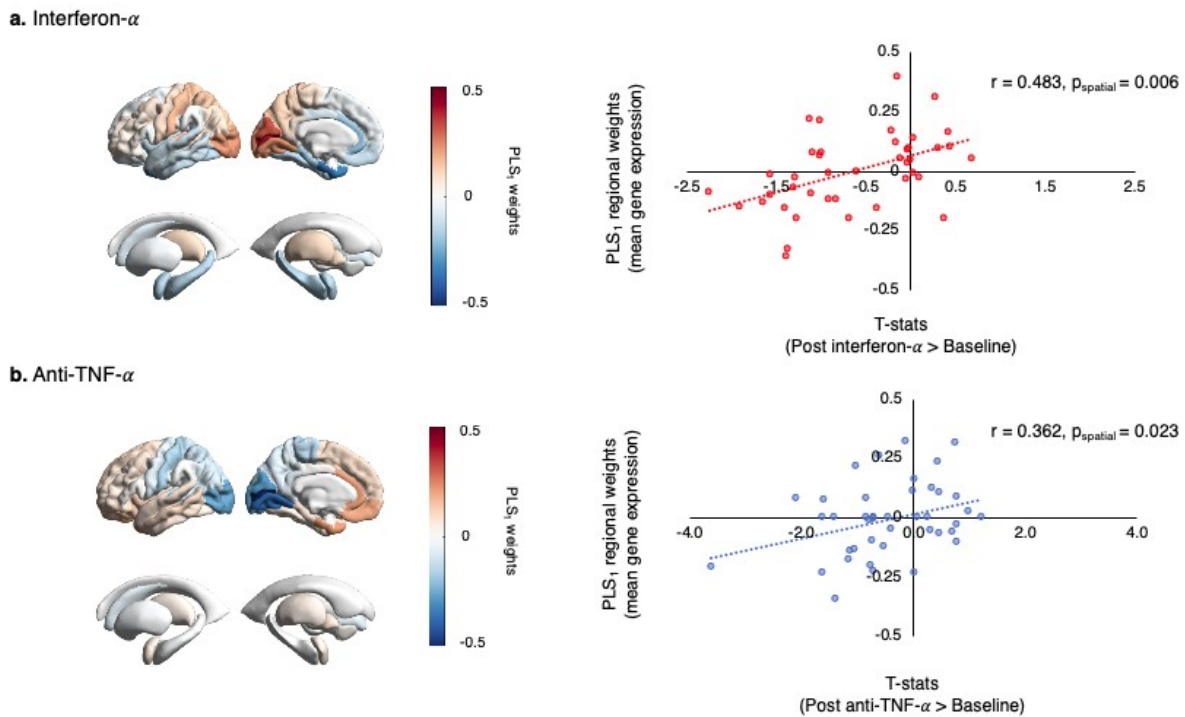 a. Interferon-α
0.5
0
-0.5
PLS₁ weights
PLS₁ regional weights
(mean gene expression)
0.5
0.25
0
-0.25
-0.5
-2.5
-1.5
-0.5
0.5
1.5
2.5
r = 0.483, pspatial = 0.006
T-stats
(Post interferon-α > Baseline)
b. Anti-TNF-α
0.5
0
-0.5
PLS₁ weights
PLS₁ regional weights
(mean gene expression)
0.5
0.25
0
-0.25
-0.5
-4.0
-2.0
0.0
2.0
4.0
r = 0.362, pspatial = 0.023
T-stats
(Post anti-TNF-α > Baseline)